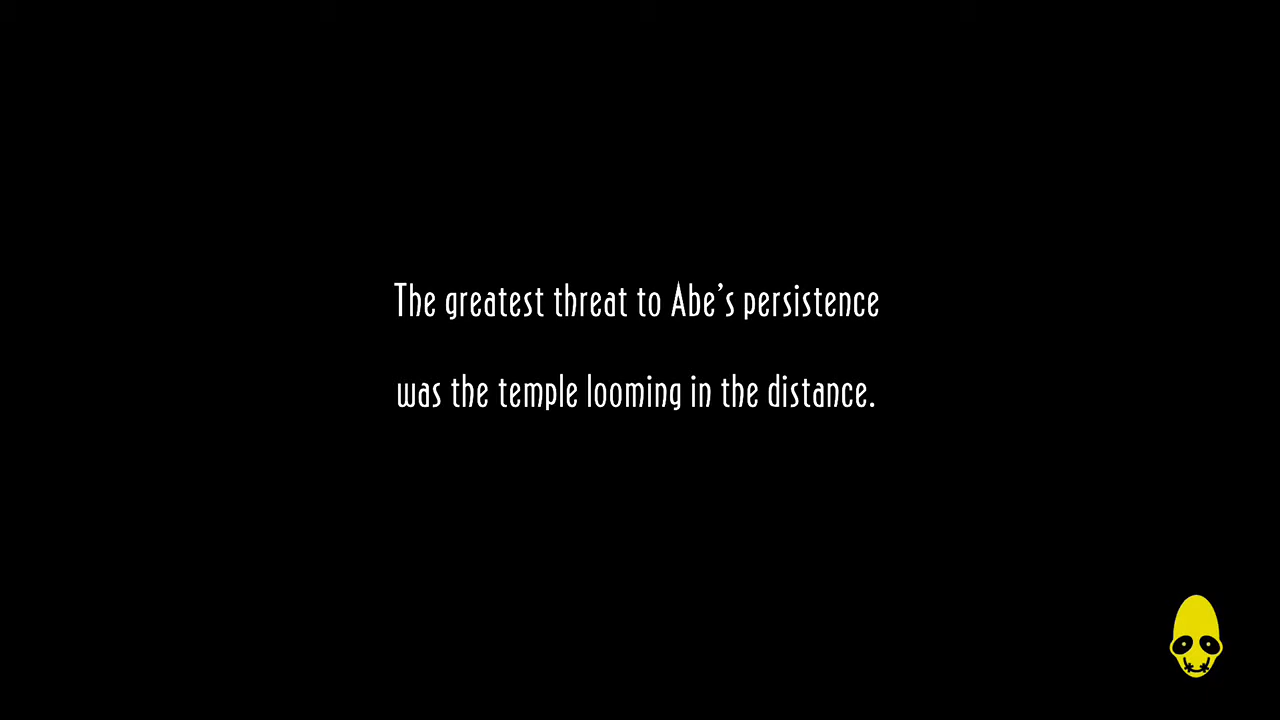 The greatest threat to Abe’s persistence
was the temple looming in the distance.